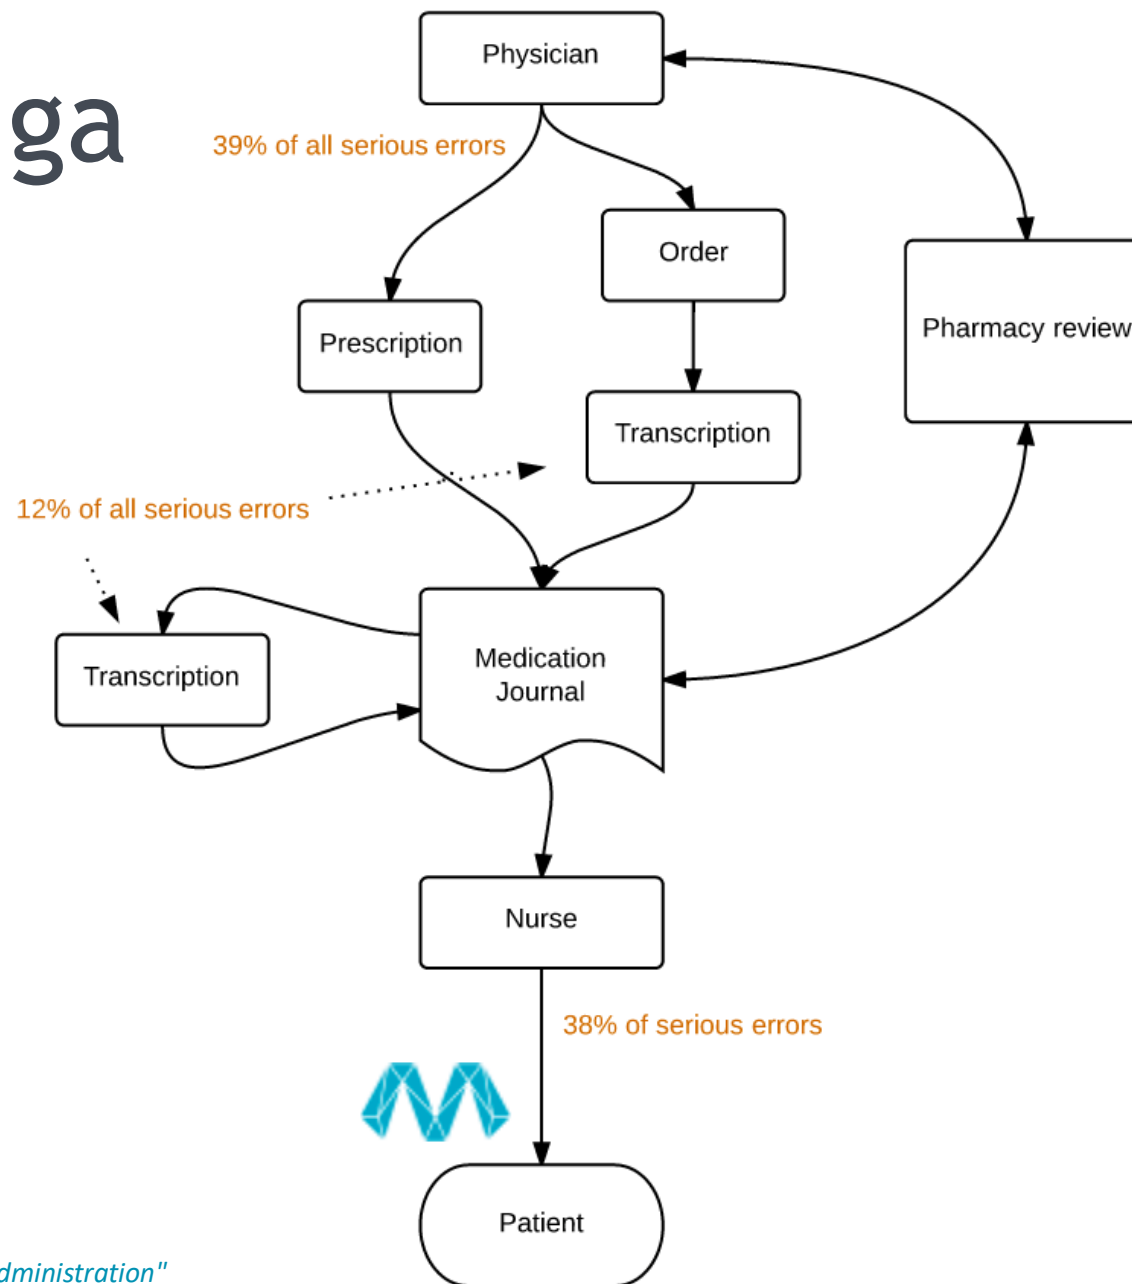 ga
Physician
39% of all serious errors
Order
Pharmacy review
Prescription
Transcription
12% of all serious errors
Medication
Journal
Transcription
Nurse
38% of serious errors
Patient
dministration"